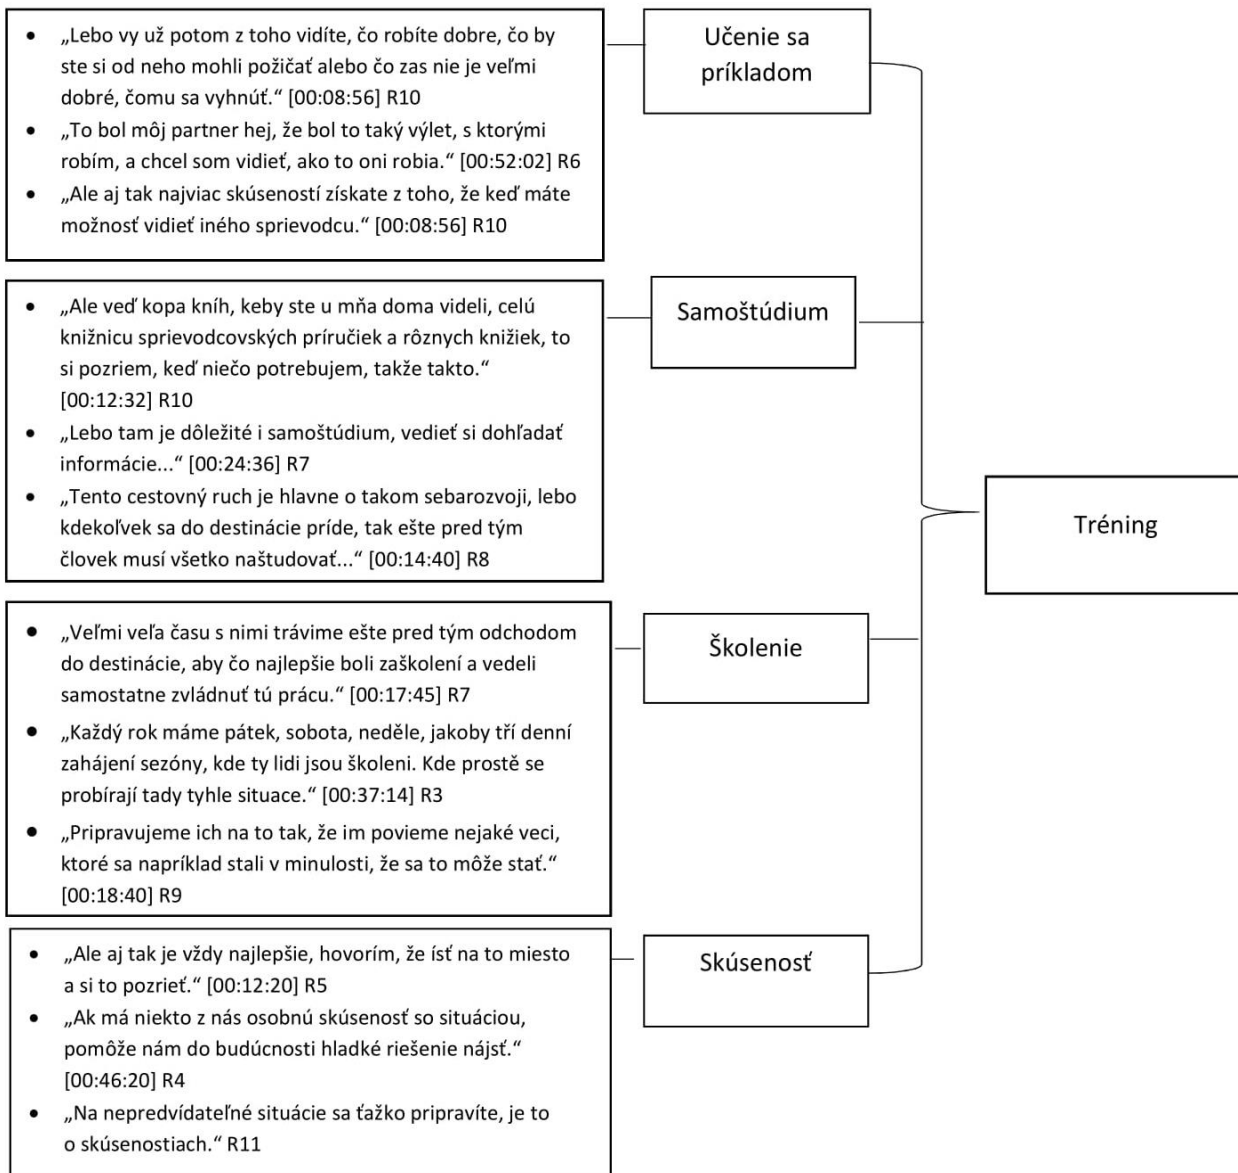 • „Lebo vy už potom z toho vidíte, čo robíte dobre, čo by
ste si od neho mohli požičať alebo čo zas nie je veľmi
dobré, čomu sa vyhnúť.“ [00:08:56] R10
• „To bol môj partner hej, že bol to taký výlet, s ktorými
robím, a chcel som vidieť, ako to oni robia.“ [00:52:02] R6
• „Ale aj tak najviac skúseností získate z toho, že keď máte
možnosť vidieť iného sprievodcu.“ [00:08:56] R10
Učenie sa
príkladom
• „Ale veď kopa kníh, keby ste u mňa doma videli, celú
knižnicu sprievodcovských príručiek a rôznych knižiek, to
si pozriem, keď niečo potrebujem, takže takto.“
[00:12:32] R10
• „Lebo tam je dôležité i samoštúdium, vedieť si dohľadať
informácie...“ [00:24:36] R7
• „Tento cestovný ruch je hlavne o takom sebarozvoji, lebo
kdekoľvek sa do destinácie príde, tak ešte pred tým
človek musí všetko naštudovať...“ [00:14:40] R8
Samoštúdium
• „Veľmi veľa času s nimi trávime ešte pred tým odchodom
do destinácie, aby čo najlepšie boli zaškolení a vedeli
samostatne zvládnuť tú prácu.“ [00:17:45] R7
• „Každý rok máme pátek, sobota, neděle, jakoby tří denní
zahájení sezóny, kde ty lidi jsou školeni. Kde prostě se
probírají tady tyhle situace.“ [00:37:14] R3
• „Pripravujeme ich na to tak, že im povieme nejaké veci,
ktoré sa napríklad stali v minulosti, že sa to môže stať.“
[00:18:40] R9
Školenie
• „Ale aj tak je vždy najlepšie, hovorím, že ísť na to miesto
a si to pozrieť.“ [00:12:20] R5
• „Ak má niekto z nás osobnú skúsenosť so situáciou,
pomôže nám do budúcnosti hladké riešenie nájsť.“
[00:46:20] R4
• „Na nepredvídateľné situácie sa ťažko pripravíte, je to
o skúsenostiach.“ R11
Skúsenosť
Tréning